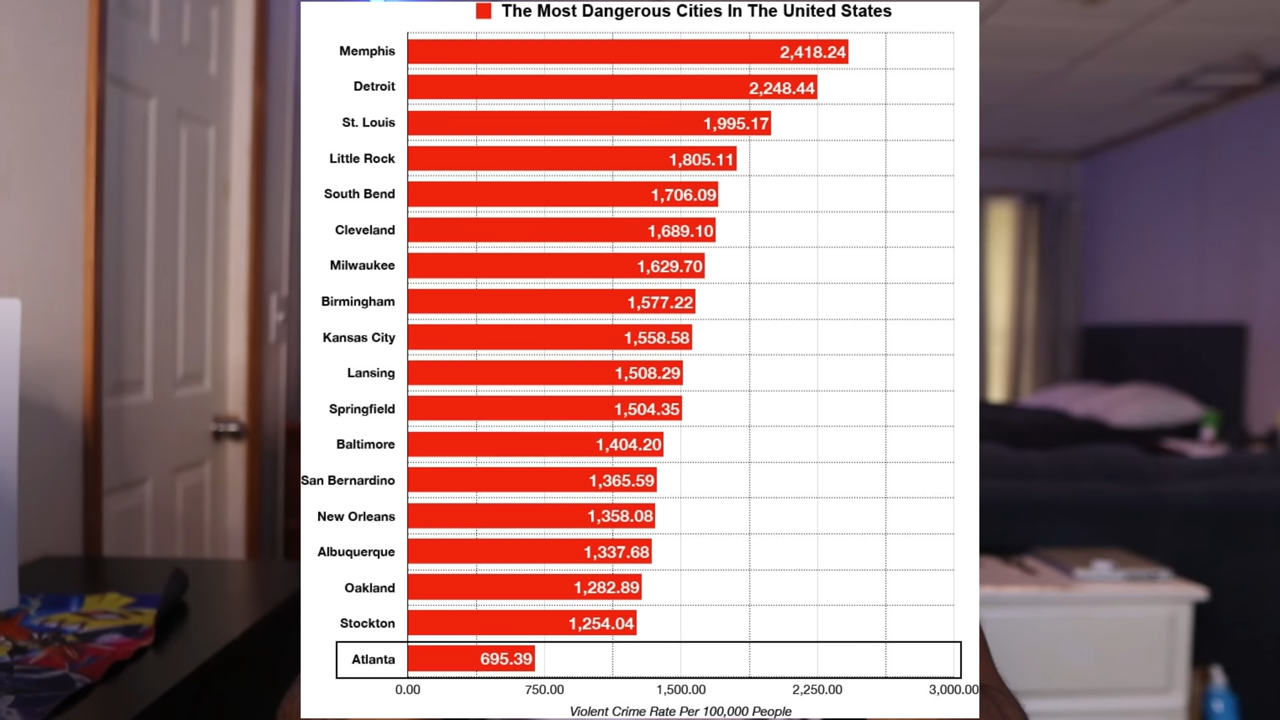 The Most Dangerous Cities In The United States
Memphis 2,418.24
Detroit 2,248.44
St. Louis 1,995.17
Little Rock 1,805.11
South Bend 1,706.09
Cleveland 1,689.10
Milwaukee 1,629.70
Birmingham 1,577.22
Kansas City 1,558.58
Lansing 1,508.29
Springfield 1,504.35
Baltimore 1,404.20
San Bernardino 1,365.59
New Orleans 1,358.08
Albuquerque 1,337.68
Oakland 1,282.89
Stockton 1,254.04
Atlanta 695.39
0.00 750.00 1,500.00 2,250.00 3,000.00
Violent Crime Rate Per 100,000 People